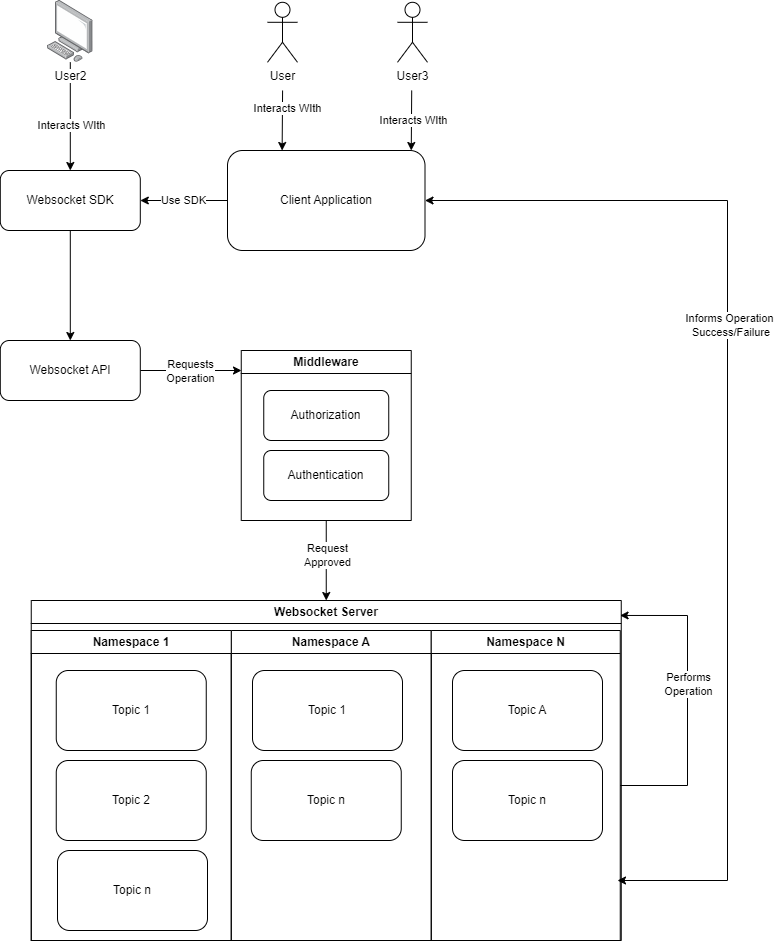 User2
User
User3
Interacts WIth
Interacts WIth
Interacts WIth
Websocket SDK
Use SDK
Client Application
Informs Operation
Success/Failure
Websocket API
Requests
Operation
Middleware
Authorization
Authentication
Request
Approved
Websocket Server
Namespace 1
Namespace A
Namespace N
Performs
Operation
Topic 1
Topic 1
Topic A
Topic 2
Topic n
Topic n
Topic n